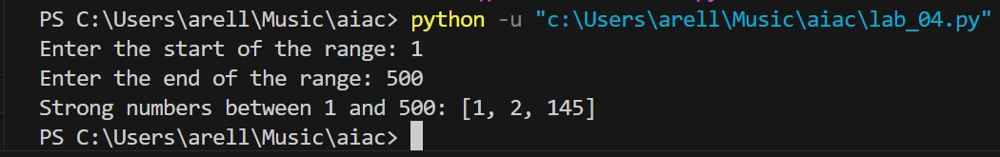 PS C:\Users\arell\Music\aiac> python -u "c:\Users\arell\Music\aiac\lab_04.py"
Enter the start of the range: 1
Enter the end of the range: 500
Strong numbers between 1 and 500: [1, 2, 145]
PS C:\Users\arell\Music\aiac>